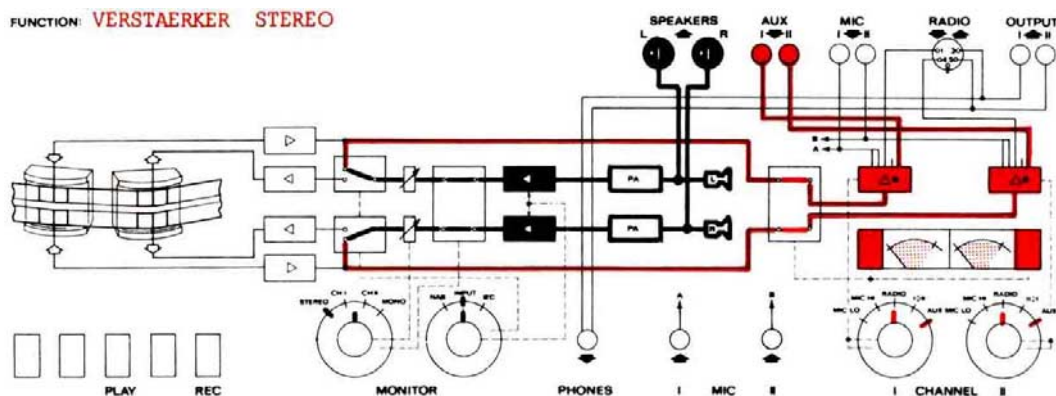 FUNCTION: VERSTAERKER STEREO
SPEAKERS AUX MIC RADIO OUTPUT
L R I II I II I II
B
A
PA L
PA R
STEREO CH I CH II MONO
NAB INPUT IEC
A B
MIC LO MIC HI RADIO AUX
MIC LO MIC HI RADIO AUX
PLAY REC MONITOR PHONES I MIC II I CHANNEL II